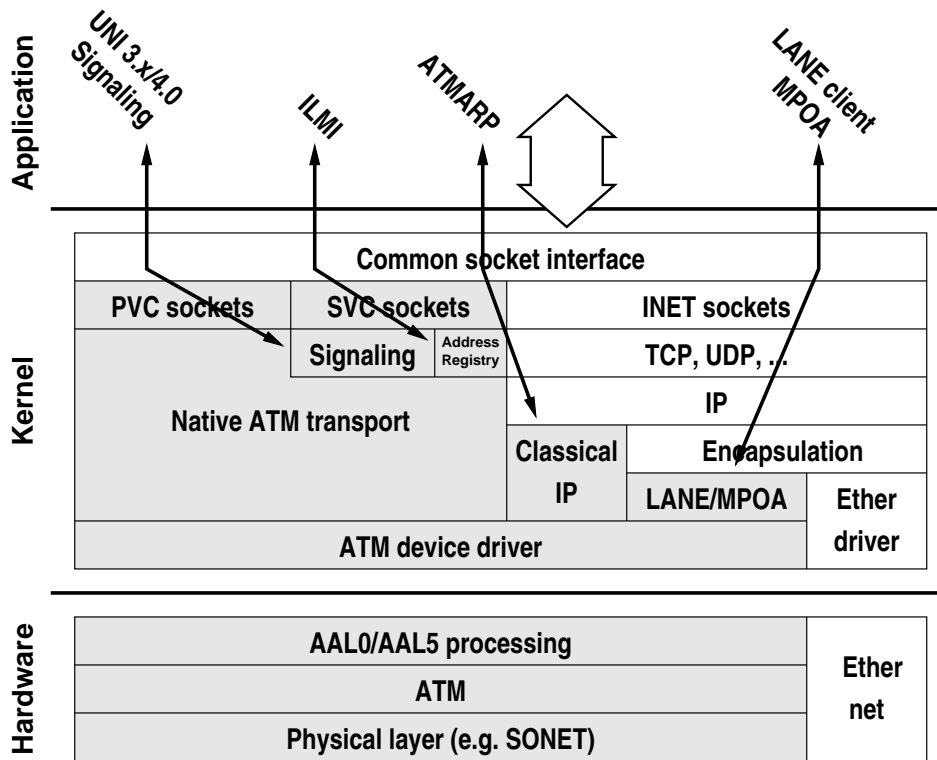 Application
UNI 3.x/4.0
Signaling
ILMI
ATMARP
LANE client
MPOA
Kernel
Common socket interface
PVC sockets
SVC sockets
INET sockets
Signaling
Address
Registry
TCP, UDP, ...
Native ATM transport
IP
Classical
IP
Encapsulation
LANE/MPOA
Ether
driver
ATM device driver
Hardware
AAL0/AAL5 processing
ATM
Physical layer (e.g. SONET)
Ether
net